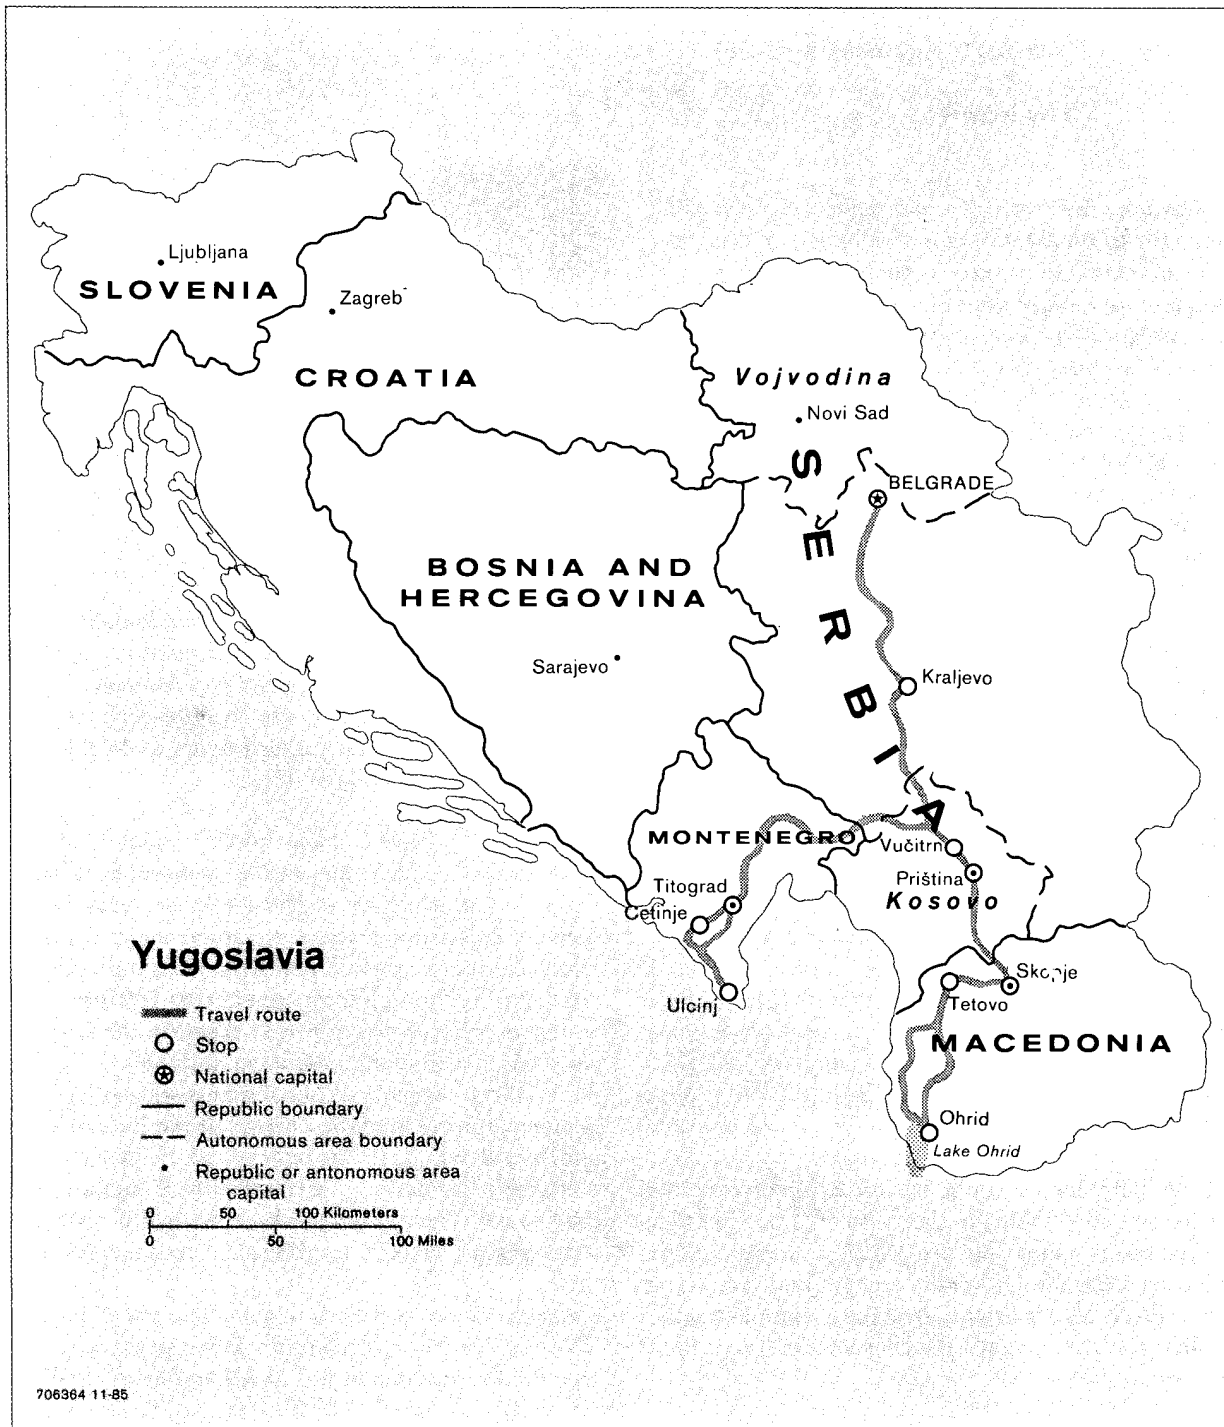 Ljubljana
SLOVENIA
Zagreb
CROATIA
Vojvodina
Novi Sad
BELGRADE
SERBIA
BOSNIA AND
HERCEGOVINA
Sarajevo
Kraljevo
MONTENEGRO
Vučitrn
Titograd
Priština
Kosovo
Cetinje
Ulcinj
Skopje
Tetovo
MACEDONIA
Ohrid
Lake Ohrid
Yugoslavia
Travel route
Stop
National capital
Republic boundary
Autonomous area boundary
Republic or antonomous area
capital
0 50 100 Kilometers
0 50 100 Miles
706364 11-85